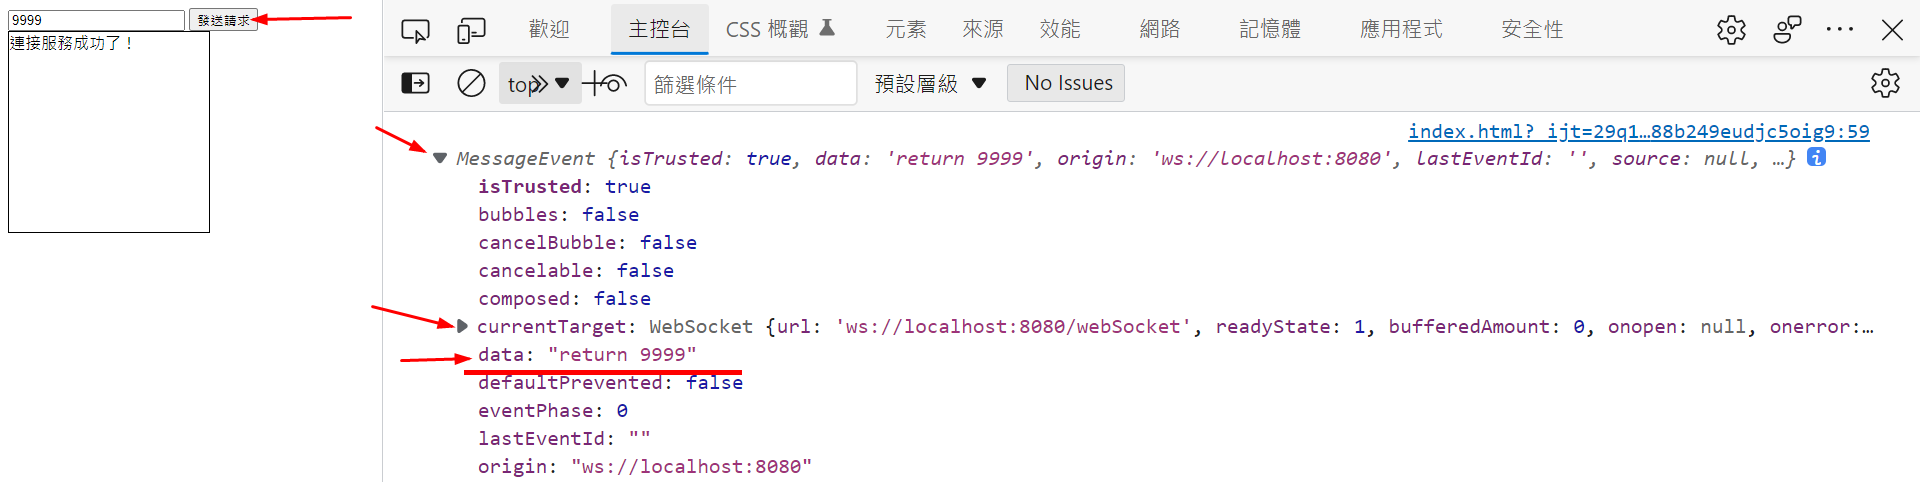 9999 發送請求
連接服務成功了！
歡迎 主控台 CSS 概觀 元素 來源 效能 網路 記憶體 應用程式 安全性
top 篩選條件 預設層級 No Issues
index.html?_ijt=29q1…88b249eudjc5oig9:59
MessageEvent {isTrusted: true, data: 'return 9999', origin: 'ws://localhost:8080', lastEventId: '', source: null, …}
isTrusted: true
bubbles: false
cancelBubble: false
cancelable: false
composed: false
currentTarget: WebSocket {url: 'ws://localhost:8080/webSocket', readyState: 1, bufferedAmount: 0, onopen: null, onerror:…
data: "return 9999"
defaultPrevented: false
eventPhase: 0
lastEventId: ""
origin: "ws://localhost:8080"